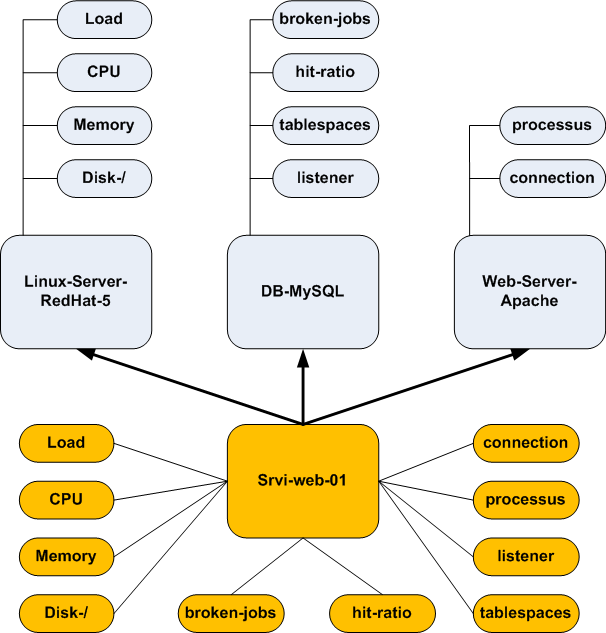 Load
broken-jobs
CPU
hit-ratio
Memory
tablespaces
processus
Disk-/
listener
connection
Linux-Server-
RedHat-5
DB-MySQL
Web-Server-
Apache
Load
connection
CPU
Srvi-web-01
processus
Memory
listener
Disk-/
broken-jobs
hit-ratio
tablespaces